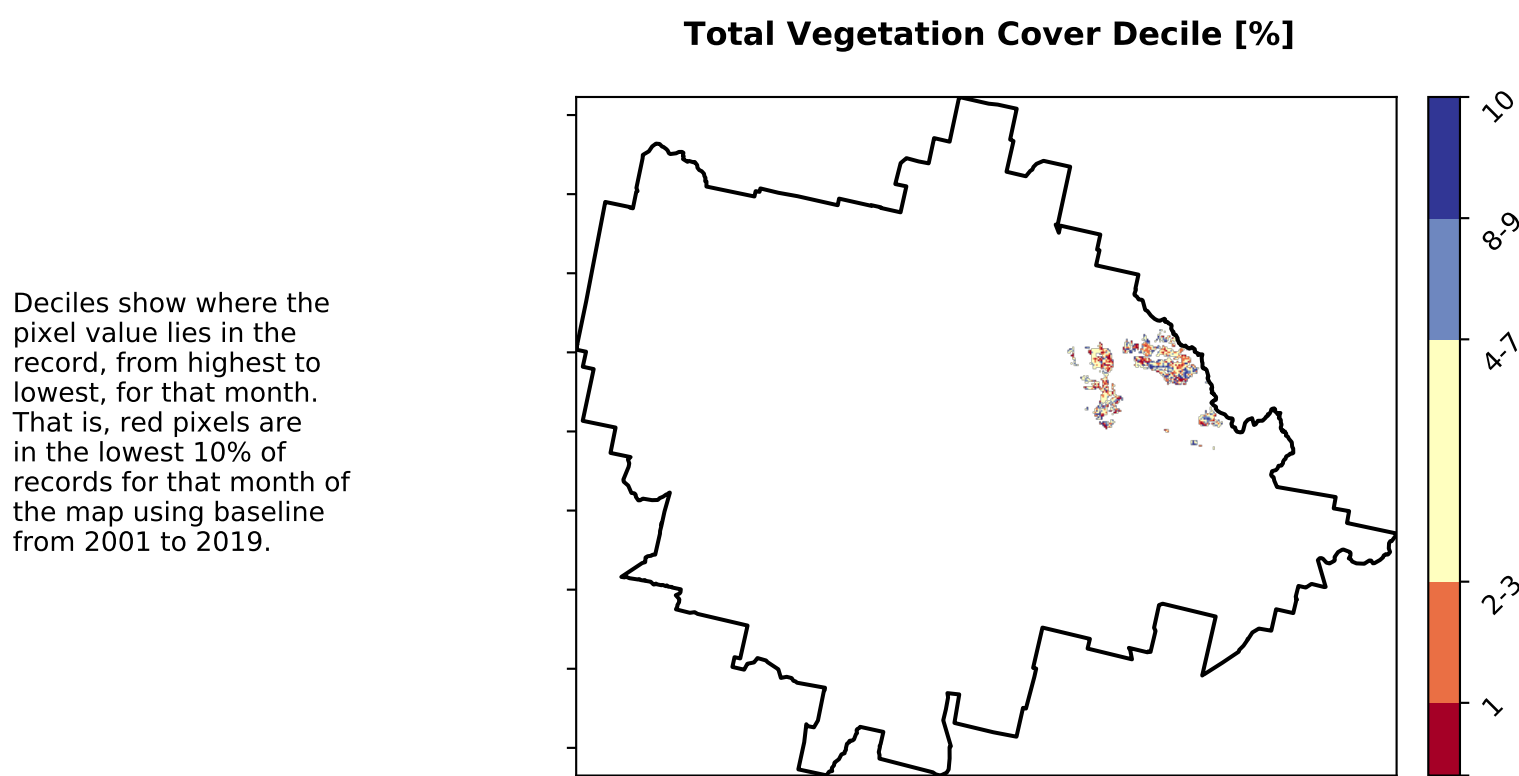 Total Vegetation Cover Decile [%]
Deciles show where the
pixel value lies in the
record, from highest to
lowest, for that month.
That is, red pixels are
in the lowest 10% of
records for that month of
the map using baseline
from 2001 to 2019.
10
8-9
4-7
2-3
1